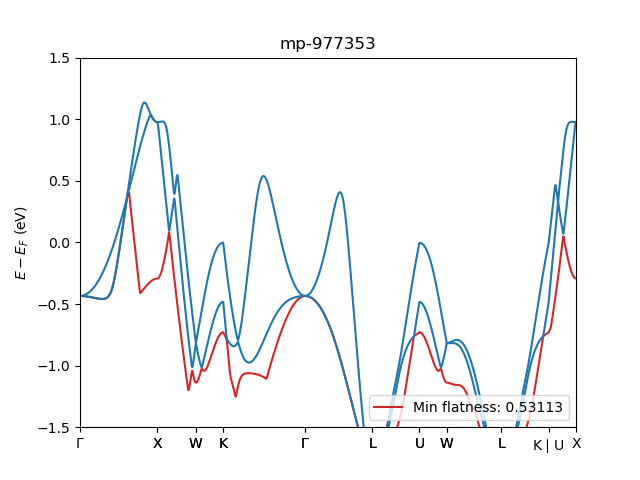 mp-977353
E − E_F (eV)
1.5
1.0
0.5
0.0
−0.5
−1.0
−1.5
Min flatness: 0.53113
Γ X W K Γ L U W L K | U X